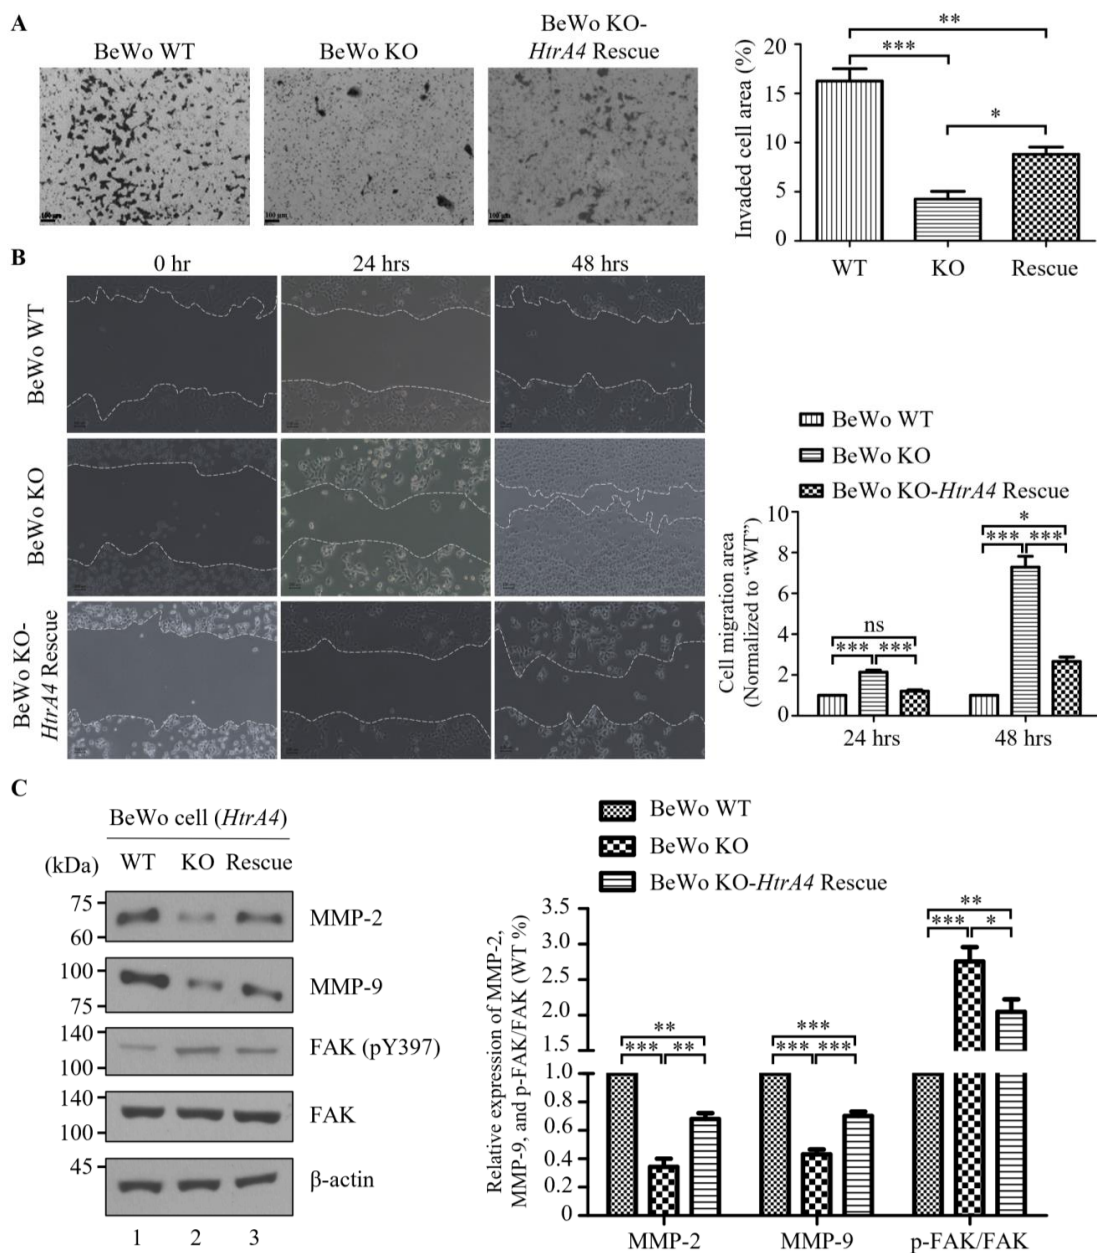 A
BeWo WT
BeWo KO
BeWo KO-
HtrA4 Rescue
100 μm
100 μm
100 μm
Invaded cell area (%)
20
15
10
5
0
**
***
*
WT
KO
Rescue
B
0 hr
24 hrs
48 hrs
BeWo WT
BeWo KO
BeWo KO-
HtrA4 Rescue
BeWo WT
BeWo KO
BeWo KO-HtrA4 Rescue
Cell migration area
(Normalized to “WT”)
10
8
6
4
2
0
ns
*** ***
*
*** ***
24 hrs
48 hrs
C
BeWo cell (HtrA4)
(kDa)
WT
KO
Rescue
75
60
MMP-2
100
75
MMP-9
140
100
FAK (pY397)
140
100
FAK
45
β-actin
1
2
3
BeWo WT
BeWo KO
BeWo KO-HtrA4 Rescue
Relative expression of MMP-2,
MMP-9, and p-FAK/FAK (WT %)
3.5
3.0
2.5
2.0
1.5
1.0
0.8
0.6
0.4
0.2
0
**
*** **
***
*** ***
**
*** *
MMP-2
MMP-9
p-FAK/FAK